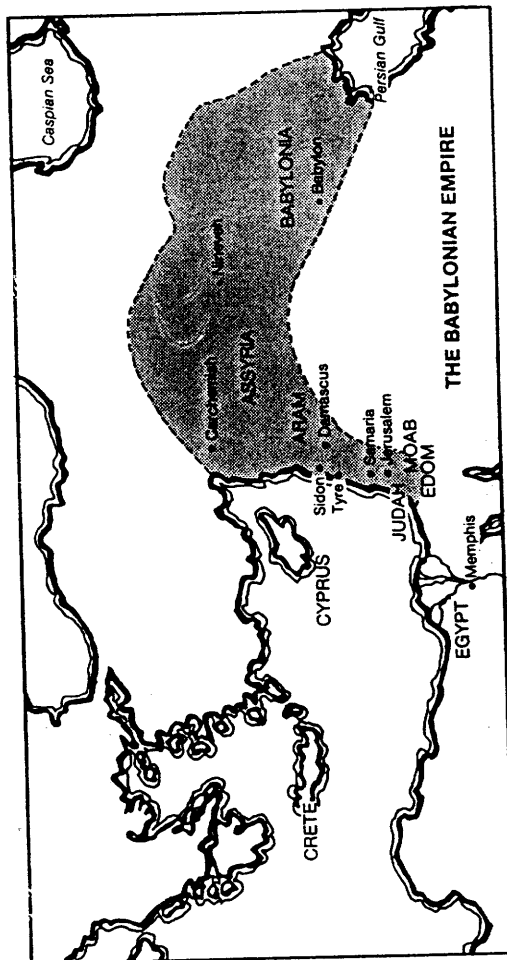 Caspian Sea
Persian Gulf
Nineveh
BABYLONIA
Babylon
Carchemish
ASSYRIA
ARAM
Damascus
Sidon
Tyre
Samaria
Jerusalem
JUDAH
MOAB
EDOM
CYPRUS
CRETE
EGYPT
Memphis
THE BABYLONIAN EMPIRE